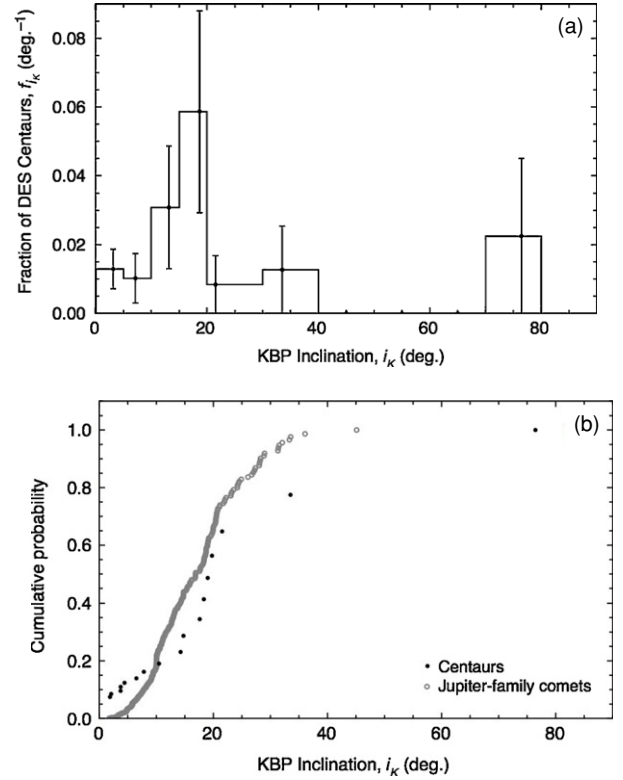 (a)
Fraction of DES Centaurs, f_{i_K} (deg.⁻¹)
0.08
0.06
0.04
0.02
0.00
0 20 40 60 80
KBP Inclination, i_K (deg.)
(b)
Cumulative probability
1.0
0.8
0.6
0.4
0.2
0.0
Centaurs
Jupiter-family comets
0 20 40 60 80
KBP Inclination, i_K (deg.)